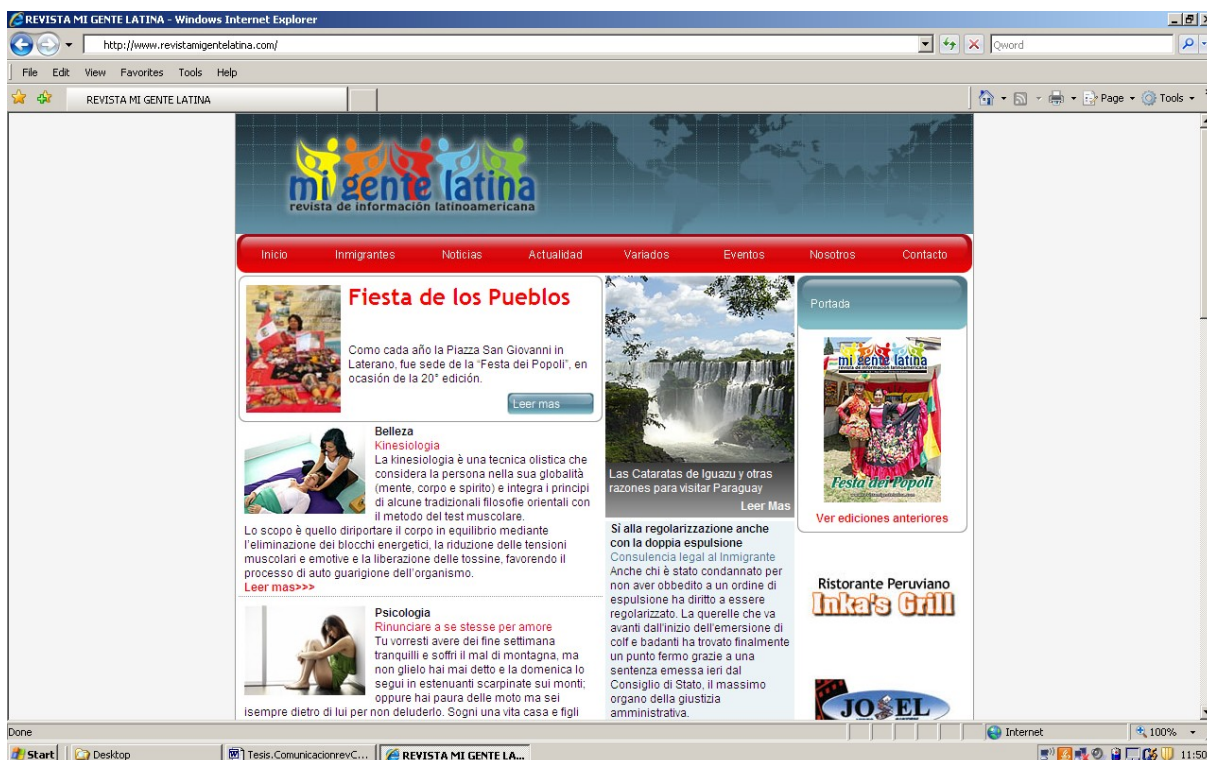 REVISTA MI GENTE LATINA - Windows Internet Explorer
http://www.revistamigentelatina.com/
Qword
File Edit View Favorites Tools Help
REVISTA MI GENTE LATINA
Page Tools
mi gente latina
revista de información latinoamericana
Inicio Inmigrantes Noticias Actualidad Variados Eventos Nosotros Contacto
Fiesta de los Pueblos
Como cada año la Piazza San Giovanni in
Laterano, fue sede de la "Festa dei Popoli", en
ocasión de la 20° edición.
Leer mas
Belleza
Kinesiologia
La kinesiologia è una tecnica olistica che
considera la persona nella sua globalità
(mente, corpo e spirito) e integra i principi
di alcune tradizionali filosofie orientali con
il metodo del test muscolare.
Lo scopo è quello diriportare il corpo in equilibrio mediante
l'eliminazione dei blocchi energetici, la riduzione delle tensioni
muscolari e emotive e la liberazione delle tossine, favorendo il
processo di auto guarigione dell'organismo.
Leer mas>>>
Psicologia
Rinunciare a se stesse per amore
Tu vorresti avere dei fine settimana
tranquilli e soffri il mal di montagna, ma
non glielo hai mai detto e la domenica lo
segui in estenuanti scarpinate sui monti;
oppure hai paura delle moto ma sei
isempre dietro di lui per non deluderlo. Sogni una vita casa e figli
Las Cataratas de Iguazu y otras
razones para visitar Paraguay
Leer Mas
Sì alla regolarizzazione anche
con la doppia espulsione
Consulencia legal al Inmigrante
Anche chi è stato condannato per
non aver obbedito a un ordine di
espulsione ha diritto a essere
regolarizzato. La querelle che va
avanti dall'inizio dell'emersione di
colf e badanti ha trovato finalmente
un punto fermo grazie a una
sentenza emessa ieri dal
Consiglio di Stato, il massimo
organo della giustizia
amministrativa.
Portada
mi gente latina
revista de información latinoamericana
Festa dei Popoli
Ver ediciones anteriores
Ristorante Peruviano
Inka's Grill
JOSEL
Done
Internet
100%
Start Desktop Tesis.ComunicacionrevC... REVISTA MI GENTE LA... 11:50